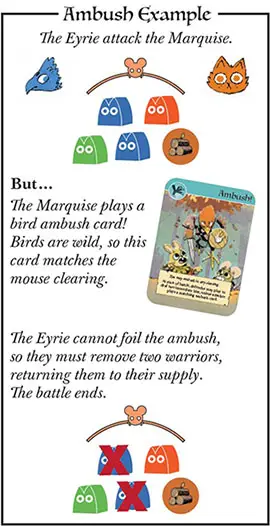 Ambush Example
The Eyrie attack the Marquise.
But…
The Marquise plays a
bird ambush card!
Birds are wild, so this
card matches the
mouse clearing.
Ambush!
The Eyrie cannot foil the ambush,
so they must remove two warriors,
returning them to their supply.
The battle ends.